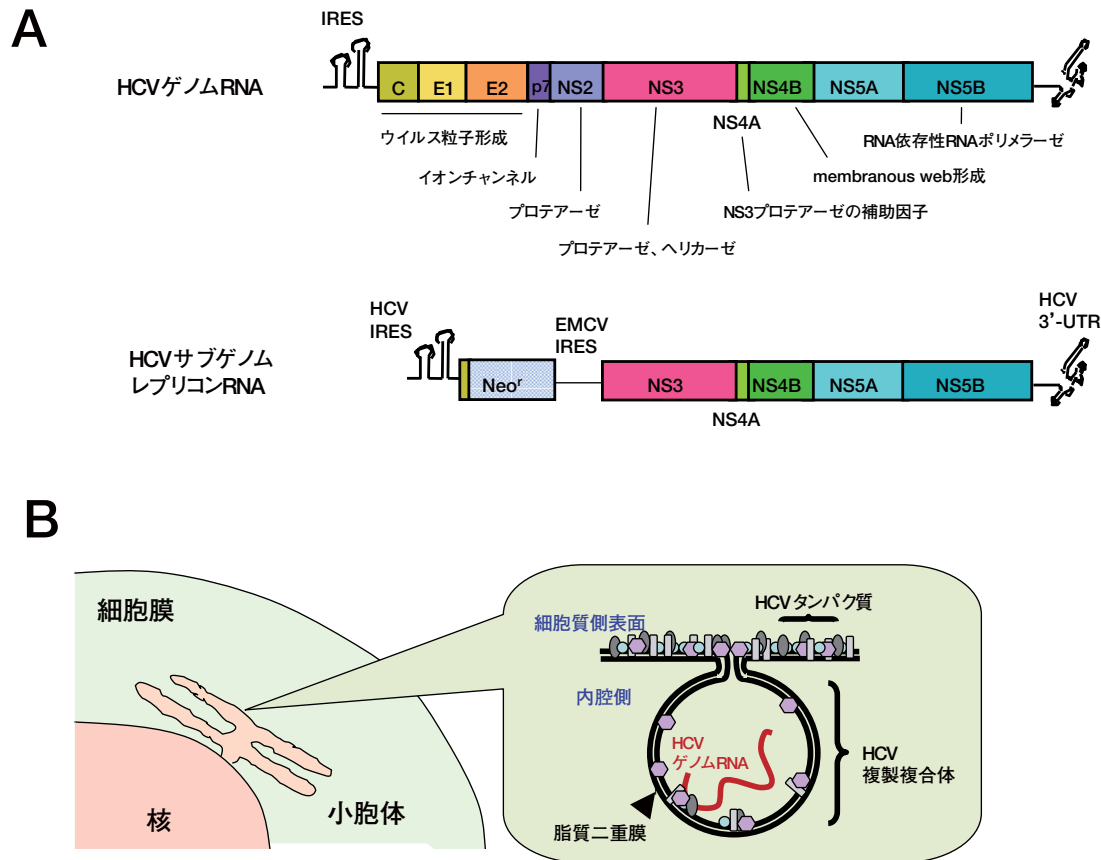 A
IRES
HCVゲノムRNA
C E1 E2 p7 NS2 NS3 NS4B NS5A NS5B
NS4A
ウイルス粒子形成
RNA依存性RNAポリメラーゼ
イオンチャンネル
membranous web形成
プロテアーゼ
NS3プロテアーゼの補助因子
プロテアーゼ、ヘリカーゼ
HCV
IRES
EMCV
IRES
HCV
3’-UTR
HCVサブゲノム
レプリコンRNA
Neoʳ NS3 NS4B NS5A NS5B
NS4A
B
細胞膜
核
小胞体
HCVタンパク質
細胞質側表面
内腔側
HCV
ゲノムRNA
HCV
複製複合体
脂質二重膜